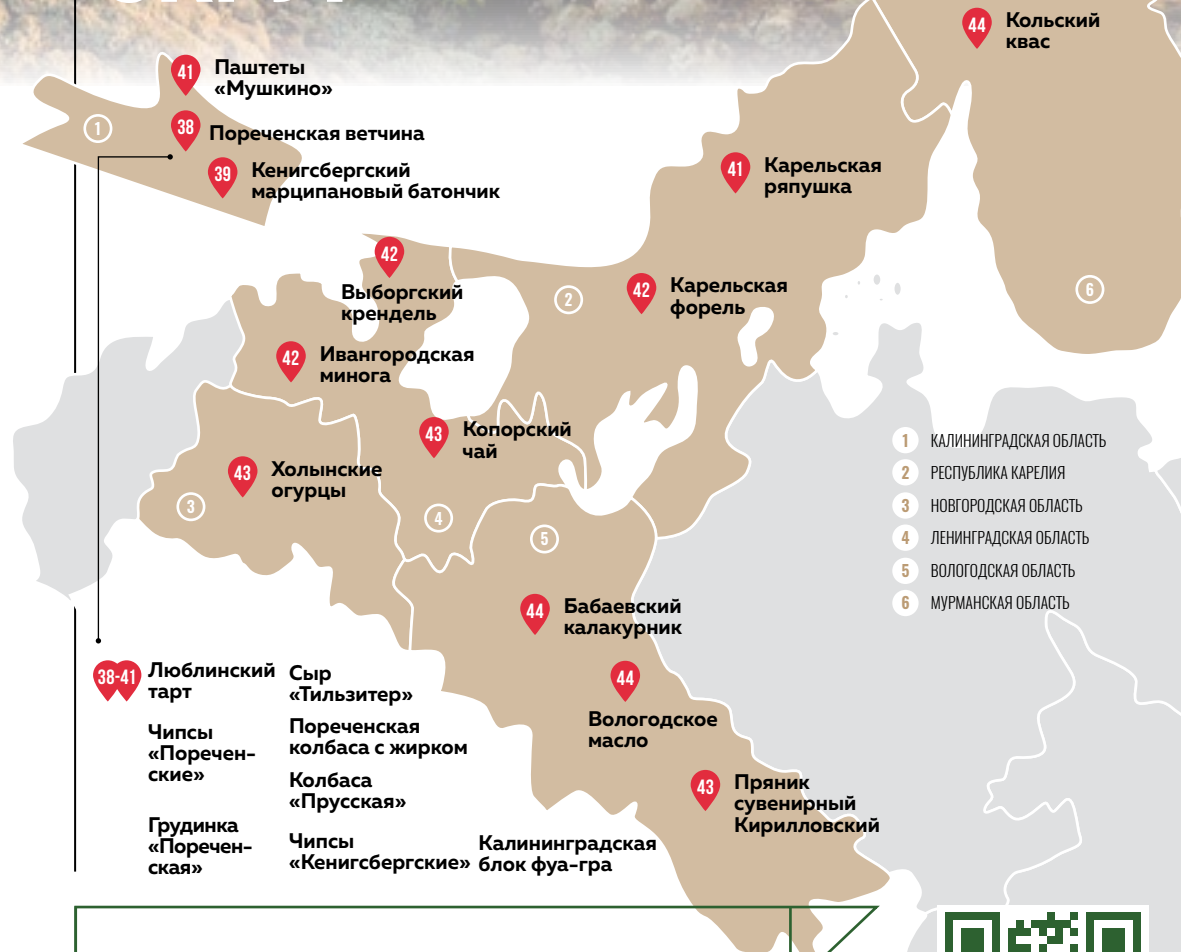 44
Кольский
квас
41
Паштеты
«Мушкино»
1
38
Пореченская ветчина
39
Кенигсбергский
марципановый батончик
41
Карельская
ряпушка
42
Выборгский
крендель
2
42
Карельская
форель
6
42
Ивангородская
минога
43
Копорский
чай
43
Холынские
огурцы
3
4
5
1 КАЛИНИНГРАДСКАЯ ОБЛАСТЬ
2 РЕСПУБЛИКА КАРЕЛИЯ
3 НОВГОРОДСКАЯ ОБЛАСТЬ
4 ЛЕНИНГРАДСКАЯ ОБЛАСТЬ
5 ВОЛОГОДСКАЯ ОБЛАСТЬ
6 МУРМАНСКАЯ ОБЛАСТЬ
44
Бабаевский
калакурник
44
Вологодское
масло
43
Пряник
сувенирный
Кирилловский
38-41
Люблинский
тарт
Чипсы
«Поречен-
ские»
Грудинка
«Поречен-
ская»
Сыр
«Тильзитер»
Пореченская
колбаса с жирком
Колбаса
«Прусская»
Чипсы
«Кенигсбергские»
Калининградская
блок фуа-гра